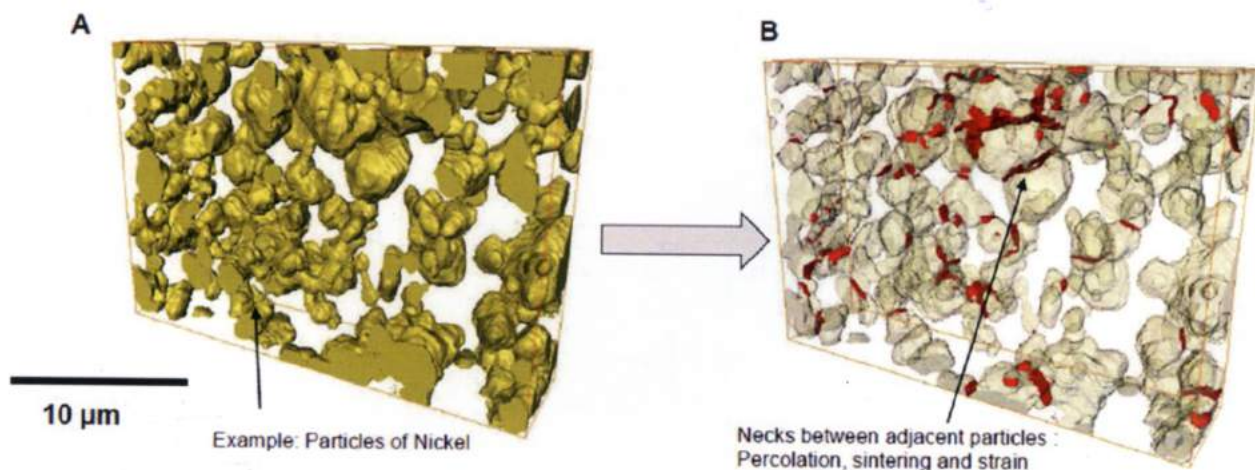 A
B
10 µm
Example: Particles of Nickel
Necks between adjacent particles :
Percolation, sintering and strain